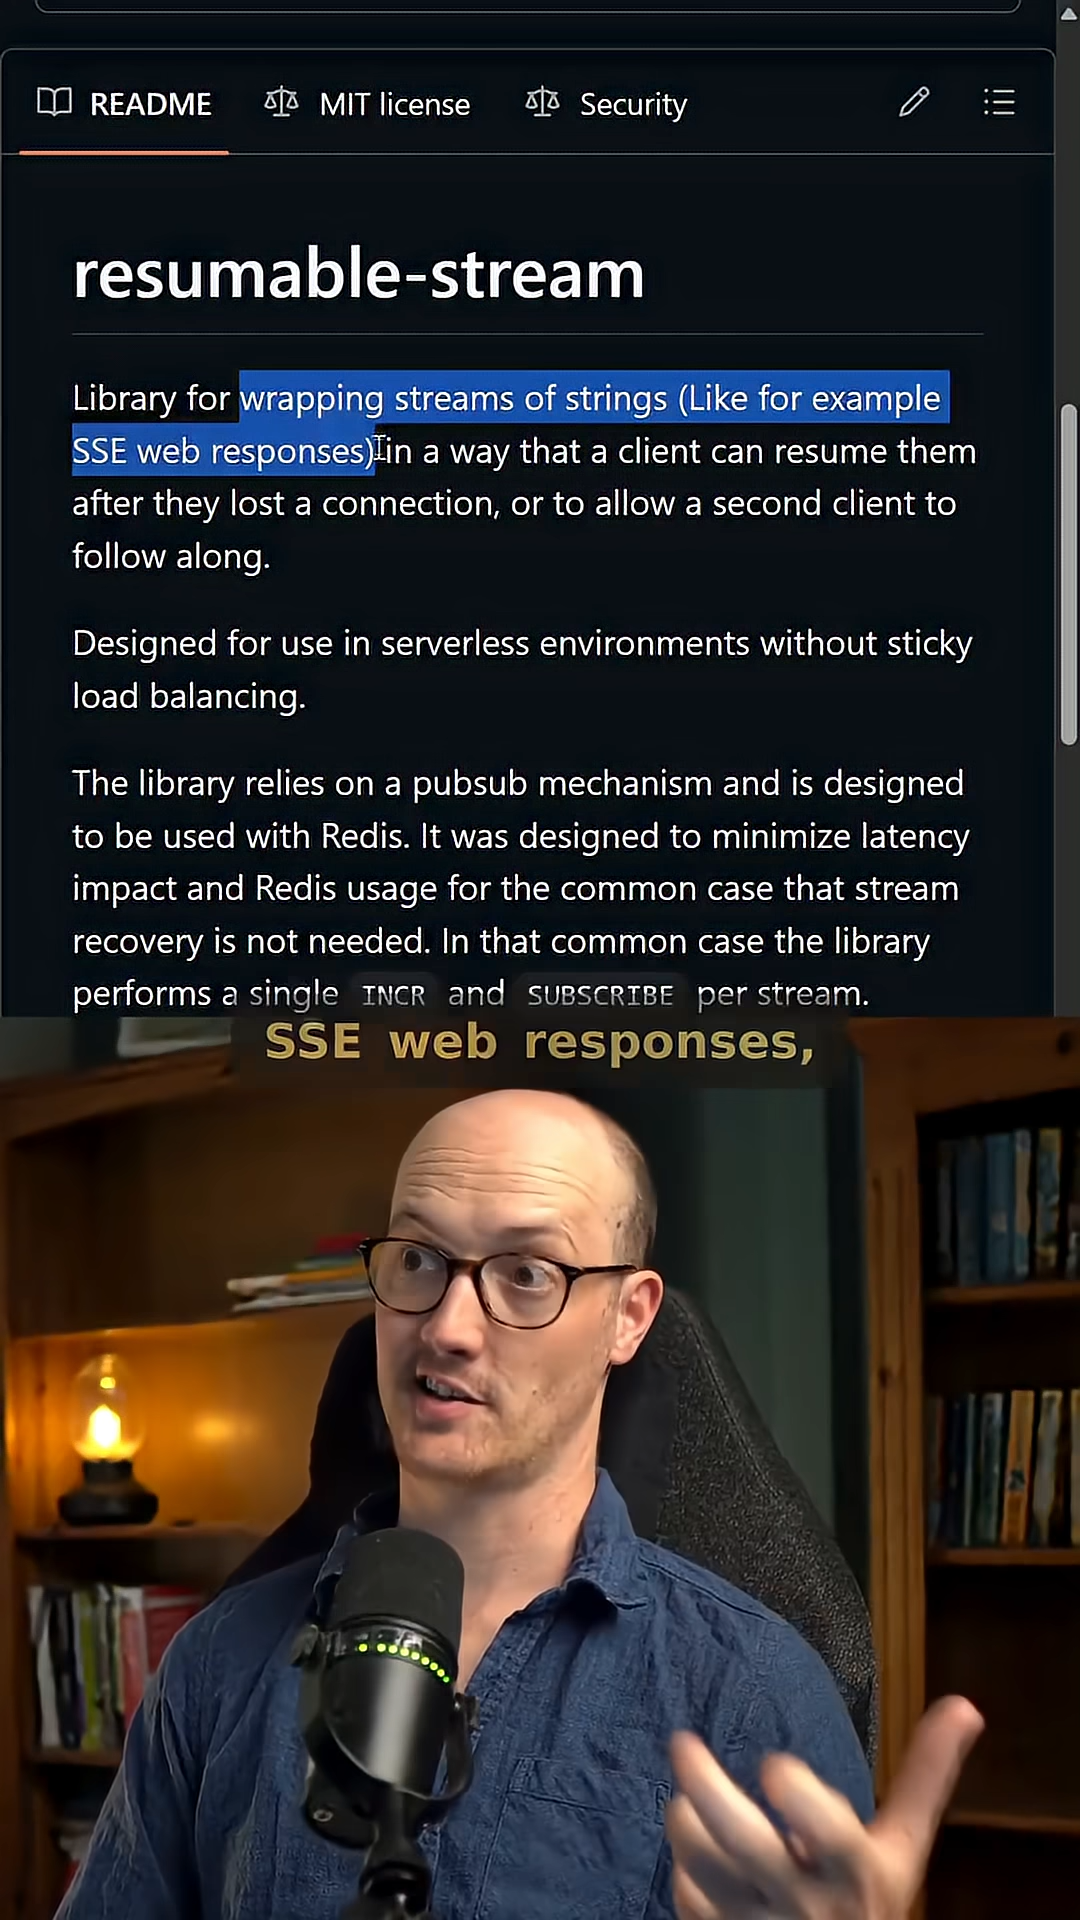 README
MIT license
Security
resumable-stream
Library for wrapping streams of strings (Like for example
SSE web responses) in a way that a client can resume them
after they lost a connection, or to allow a second client to
follow along.
Designed for use in serverless environments without sticky
load balancing.
The library relies on a pubsub mechanism and is designed
to be used with Redis. It was designed to minimize latency
impact and Redis usage for the common case that stream
recovery is not needed. In that common case the library
performs a single INCR and SUBSCRIBE per stream.
SSE web responses,